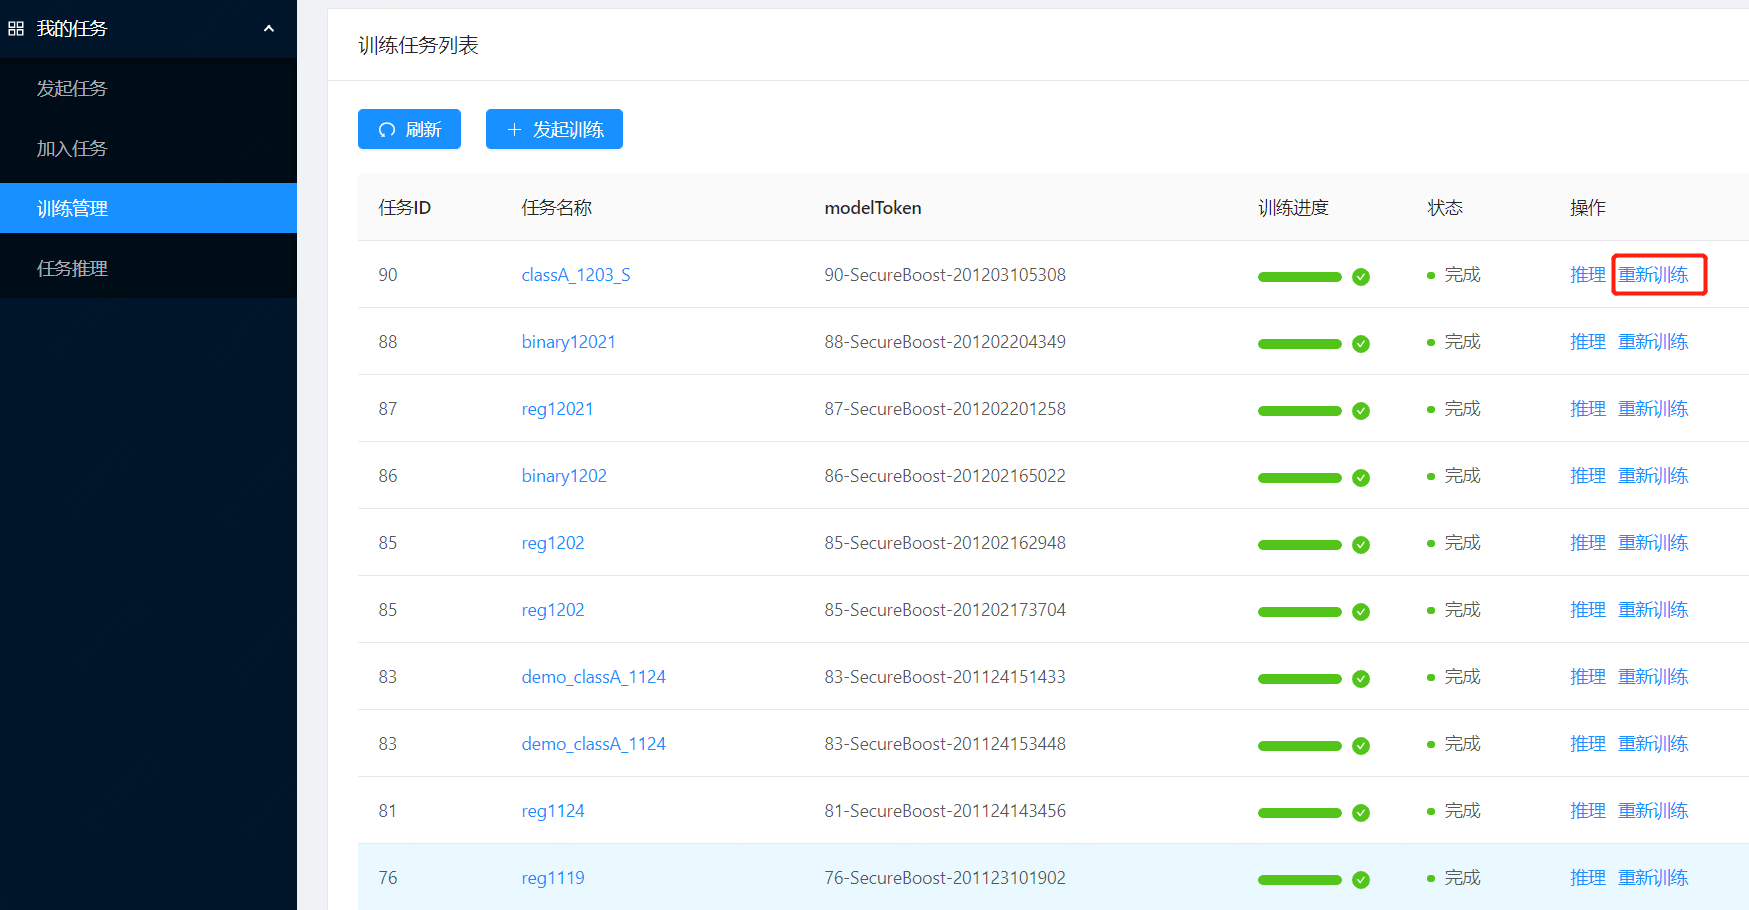 我的任务
发起任务
加入任务
训练管理
任务推理
训练任务列表
刷新 发起训练
任务ID 任务名称 modelToken 训练进度 状态 操作
90 classA_1203_S 90-SecureBoost-201203105308 完成 推理 重新训练
88 binary12021 88-SecureBoost-201202204349 完成 推理 重新训练
87 reg12021 87-SecureBoost-201202201258 完成 推理 重新训练
86 binary1202 86-SecureBoost-201202165022 完成 推理 重新训练
85 reg1202 85-SecureBoost-201202162948 完成 推理 重新训练
85 reg1202 85-SecureBoost-201202173704 完成 推理 重新训练
83 demo_classA_1124 83-SecureBoost-201124151433 完成 推理 重新训练
83 demo_classA_1124 83-SecureBoost-201124153448 完成 推理 重新训练
81 reg1124 81-SecureBoost-201124143456 完成 推理 重新训练
76 reg1119 76-SecureBoost-201123101902 完成 推理 重新训练